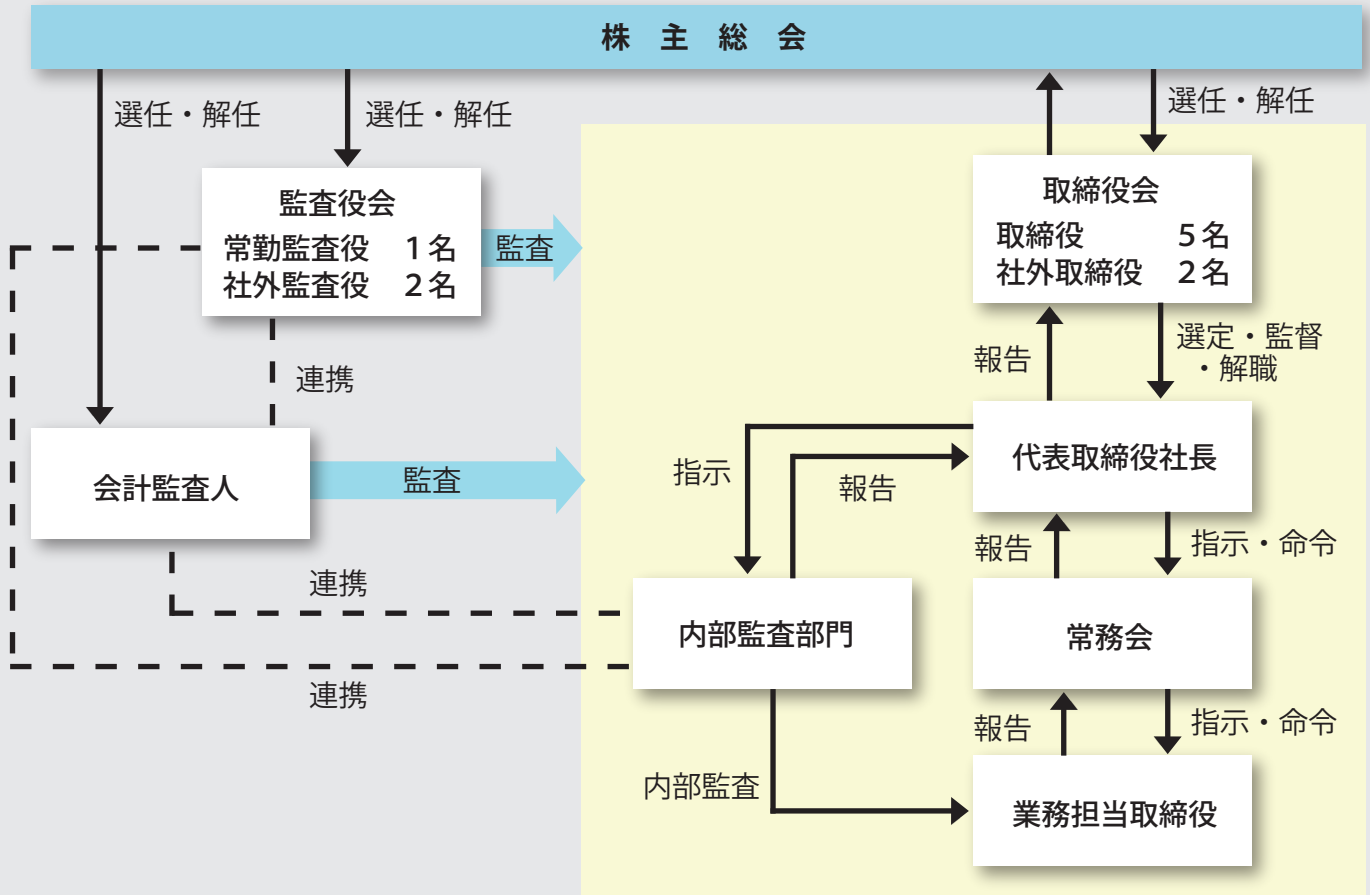 株 主 総 会
選任・解任
選任・解任
選任・解任
監査役会
常勤監査役 1名
社外監査役 2名
監査
取締役会
取締役 5名
社外取締役 2名
選定・監督
・解職
報告
連携
会計監査人
監査
指示
報告
代表取締役社長
報告
指示・命令
連携
内部監査部門
常務会
連携
報告
指示・命令
内部監査
業務担当取締役